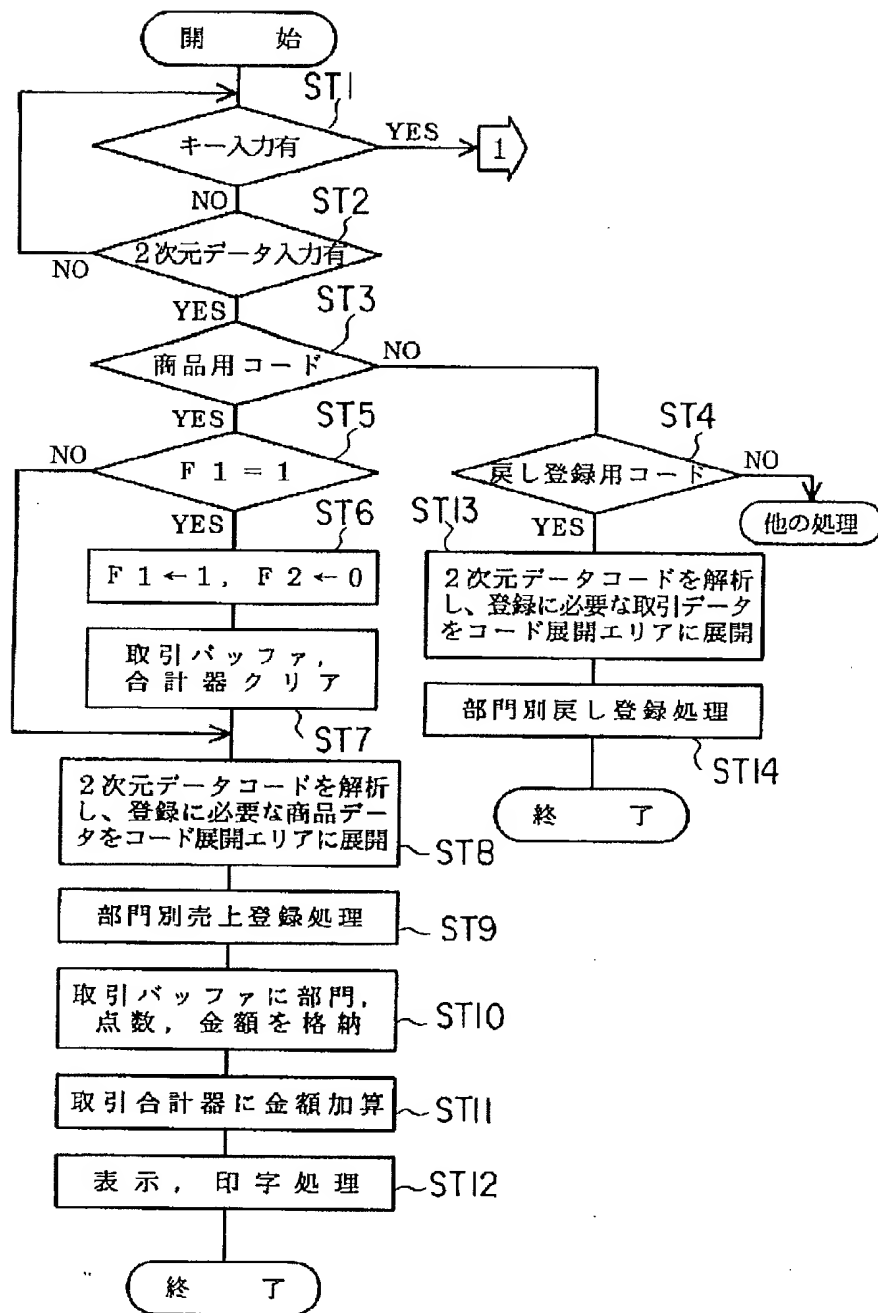 開 始
ST1
キー入力有
YES
1
NO
ST2
2次元データ入力有
NO
YES
ST3
商品用コード
NO
YES
ST5
ST4
NO
F1=1
戻し登録用コード
NO
YES
ST6
ST13
YES
他の処理
F1←1, F2←0
2次元データコードを解析
し、登録に必要な取引データ
をコード展開エリアに展開
取引バッファ,
合計器クリア
ST7
部門別戻し登録処理
ST14
2次元データコードを解析
し、登録に必要な商品デー
タをコード展開エリアに展開
ST8
終 了
部門別売上登録処理
ST9
取引バッファに部門,
点数, 金額を格納
ST10
取引合計器に金額加算
ST11
表示, 印字処理
ST12
終 了